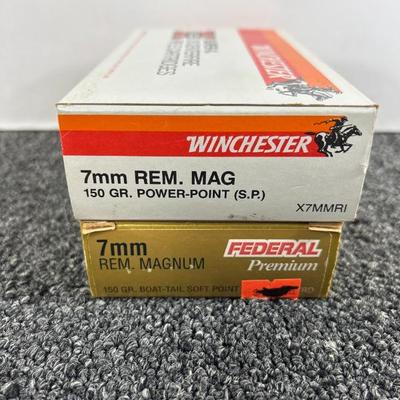 WINCHESTER
WINCHESTER
7mm REM. MAG
150 GR. POWER-POINT (S.P.)
X7MMRI
7mm
REM. MAGNUM
FEDERAL
Premium
150 GR. BOAT-TAIL SOFT POINT